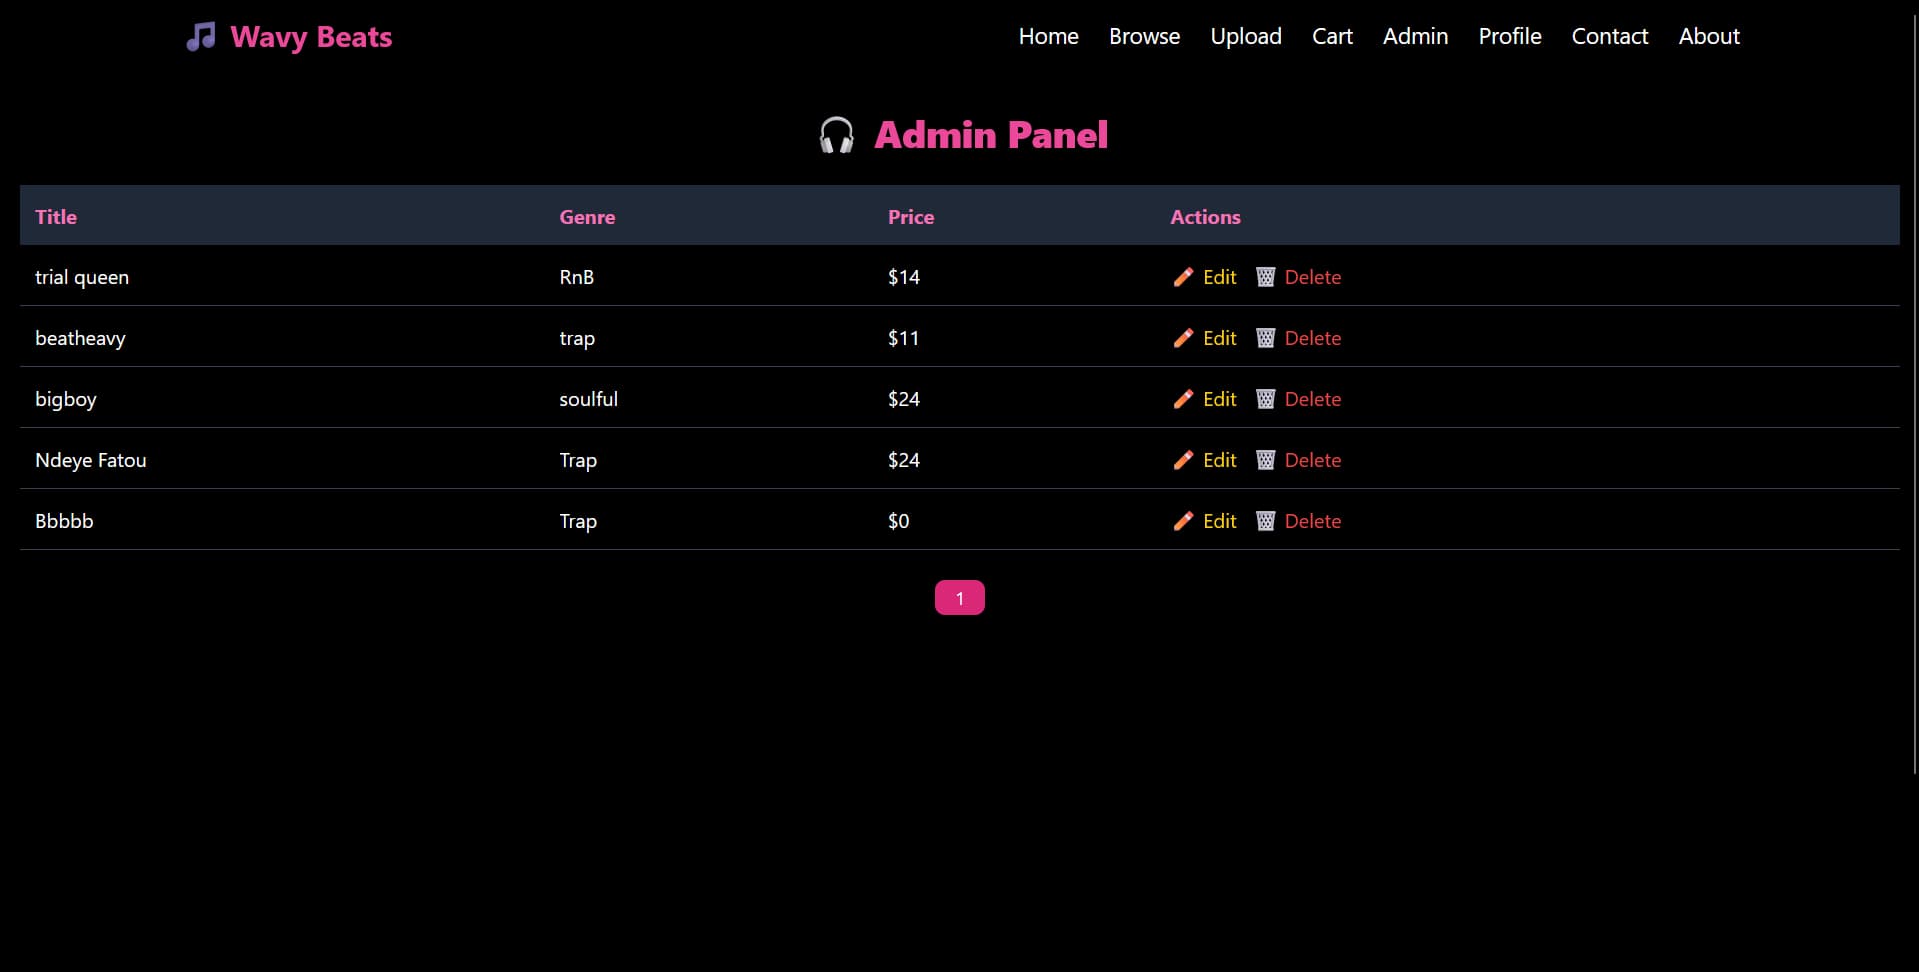 🎵 Wavy Beats Home Browse Upload Cart Admin Profile Contact About
🎧 Admin Panel
Title Genre Price Actions
trial queen RnB $14 Edit Delete
beatheavy trap $11 Edit Delete
bigboy soulful $24 Edit Delete
Ndeye Fatou Trap $24 Edit Delete
Bbbbb Trap $0 Edit Delete
1